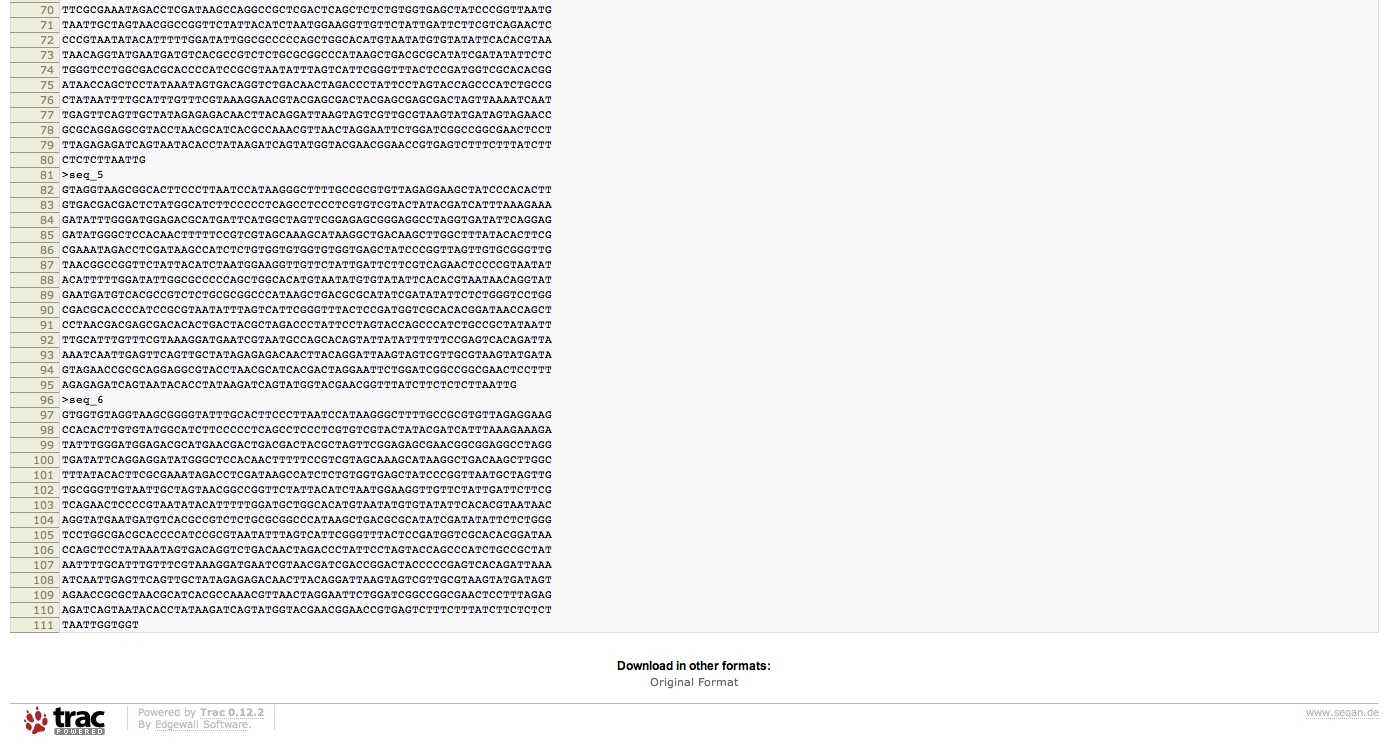 70 TTCGCGAAATAGACCTCGATAAGCCAGGCCGCTCGACTCAGCTCTCTGTGGTGAGCTATCCCGGTTAATG
71 TAATTGCTAGTAACGGCCGGTTCTATTACATCTAATGGAAGGTTGTTCTATTGATTCTTCGTCAGAACTC
72 CCCGTAATATACATTTTTGGATATTGGCGCCCCCAGCTGGCACATGTAATATGTGTATATTCACACGTAA
73 TAACAGGTATGAATGATGTCACGCCGTCTCTGCGCGGCCCATAAGCTGACGCGCATATCGATATATTCTC
74 TGGGTCCTGGCGACGCACCCCATCCGCGTAATATTTAGTCATTCGGGTTTACTCCGATGGTCGCACACGG
75 ATAACCAGCTCCTATAAATAGTGACAGGTCTGACAACTAGACCCTATTCCTAGTACCAGCCCATCTGCCG
76 CTATAATTTTGCATTTGTTTCGTAAAGGAACGTACGAGCGACTACGAGCGAGCGACTAGTTAAAATCAAT
77 TGAGTTCAGTTGCTATAGAGAGACAACTTACAGGATTAAGTAGTCGTTGCGTAAGTATGATAGTAGAACC
78 GCGCAGGAGGCGTACCTAACGCATCACGCCAAACGTTAACTAGGAATTCTGGATCGGCCGGCGAACTCCT
79 TTAGAGAGATCAGTAATACACCTATAAGATCAGTATGGTACGAACGGAACCGTGAGTCTTTCTTTATCTT
80 CTCTCTTAATTG
81 >seq_5
82 GTAGGTAAGCGGCACTTCCCTTAATCCATAAGGGCTTTTGCCGCGTGTTAGAGGAAGCTATCCCACACTT
83 GTGACGACGACTCTATGGCATCTTCCCCCTCAGCCTCCCTCGTGTCGTACTATACGATCATTTAAAGAAA
84 GATATTTGGGATGGAGACGCATGATTCATGGCTAGTTCGGAGAGCGGGAGGCCTAGGTGATATTCAGGAG
85 GATATGGGCTCCACAACTTTTTCCGTCGTAGCAAAGCATAAGGCTGACAAGCTTGGCTTTATACACTTCG
86 CGAAATAGACCTCGATAAGCCATCTCTGTGGTGTGGTGTGGTGAGCTATCCCGGTTAGTTGTGCGGGTTG
87 TAACGGCCGGTTCTATTACATCTAATGGAAGGTTGTTCTATTGATTCTTCGTCAGAACTCCCCGTAATAT
88 ACATTTTTGGATATTGGCGCCCCCAGCTGGCACATGTAATATGTGTATATTCACACGTAATAACAGGTAT
89 GAATGATGTCACGCCGTCTCTGCGCGGCCCATAAGCTGACGCGCATATCGATATATTCTCTGGGTCCTGG
90 CGACGCACCCCATCCGCGTAATATTTAGTCATTCGGGTTTACTCCGATGGTCGCACACGGATAACCAGCT
91 CCTAACGACGAGCGACACACTGACTACGCTAGACCCTATTCCTAGTACCAGCCCATCTGCCGCTATAATT
92 TTGCATTTGTTTCGTAAAGGATGAATCGTAATGCCAGCACAGTATTATATTTTTTCCGAGTCACAGATTA
93 AAATCAATTGAGTTCAGTTGCTATAGAGAGACAACTTACAGGATTAAGTAGTCGTTGCGTAAGTATGATA
94 GTAGAACCGCGCAGGAGGCGTACCTAACGCATCACGACTAGGAATTCTGGATCGGCCGGCGAACTCCTTT
95 AGAGAGATCAGTAATACACCTATAAGATCAGTATGGTACGAACGGTTTATCTTCTCTCTTAATTG
96 >seq_6
97 GTGGTGTAGGTAAGCGGGGTATTTGCACTTCCCTTAATCCATAAGGGCTTTTGCCGCGTGTTAGAGGAAG
98 CCACACTTGTGTATGGCATCTTCCCCCTCAGCCTCCCTCGTGTCGTACTATACGATCATTTAAAGAAAGA
99 TATTTGGGATGGAGACGCATGAACGACTGACGACTACGCTAGTTCGGAGAGCGAACGGCGGAGGCCTAGG
100 TGATATTCAGGAGGATATGGGCTCCACAACTTTTTCCGTCGTAGCAAAGCATAAGGCTGACAAGCTTGGC
101 TTTATACACTTCGCGAAATAGACCTCGATAAGCCATCTCTGTGGTGAGCTATCCCGGTTAATGCTAGTTG
102 TGCGGGTTGTAATTGCTAGTAACGGCCGGTTCTATTACATCTAATGGAAGGTTGTTCTATTGATTCTTCG
103 TCAGAACTCCCCGTAATATACATTTTTGGATGCTGGCACATGTAATATGTGTATATTCACACGTAATAAC
104 AGGTATGAATGATGTCACGCCGTCTCTGCGCGGCCCATAAGCTGACGCGCATATCGATATATTCTCTGGG
105 TCCTGGCGACGCACCCCATCCGCGTAATATTTAGTCATTCGGGTTTACTCCGATGGTCGCACACGGATAA
106 CCAGCTCCTATAAATAGTGACAGGTCTGACAACTAGACCCTATTCCTAGTACCAGCCCATCTGCCGCTAT
107 AATTTTGCATTTGTTTCGTAAAGGATGAATCGTAACGATCGACCGGACTACCCCCGAGTCACAGATTAAA
108 ATCAATTGAGTTCAGTTGCTATAGAGAGACAACTTACAGGATTAAGTAGTCGTTGCGTAAGTATGATAGT
109 AGAACCGCGCTAACGCATCACGCCAAACGTTAACTAGGAATTCTGGATCGGCCGGCGAACTCCTTTAGAG
110 AGATCAGTAATACACCTATAAGATCAGTATGGTACGAACGGAACCGTGAGTCTTTCTTTATCTTCTCTCT
111 TAATTGGTGGT
Download in other formats:
Original Format
trac
POWERED
Powered by Trac 0.12.2
By Edgewall Software.
www.seqan.de